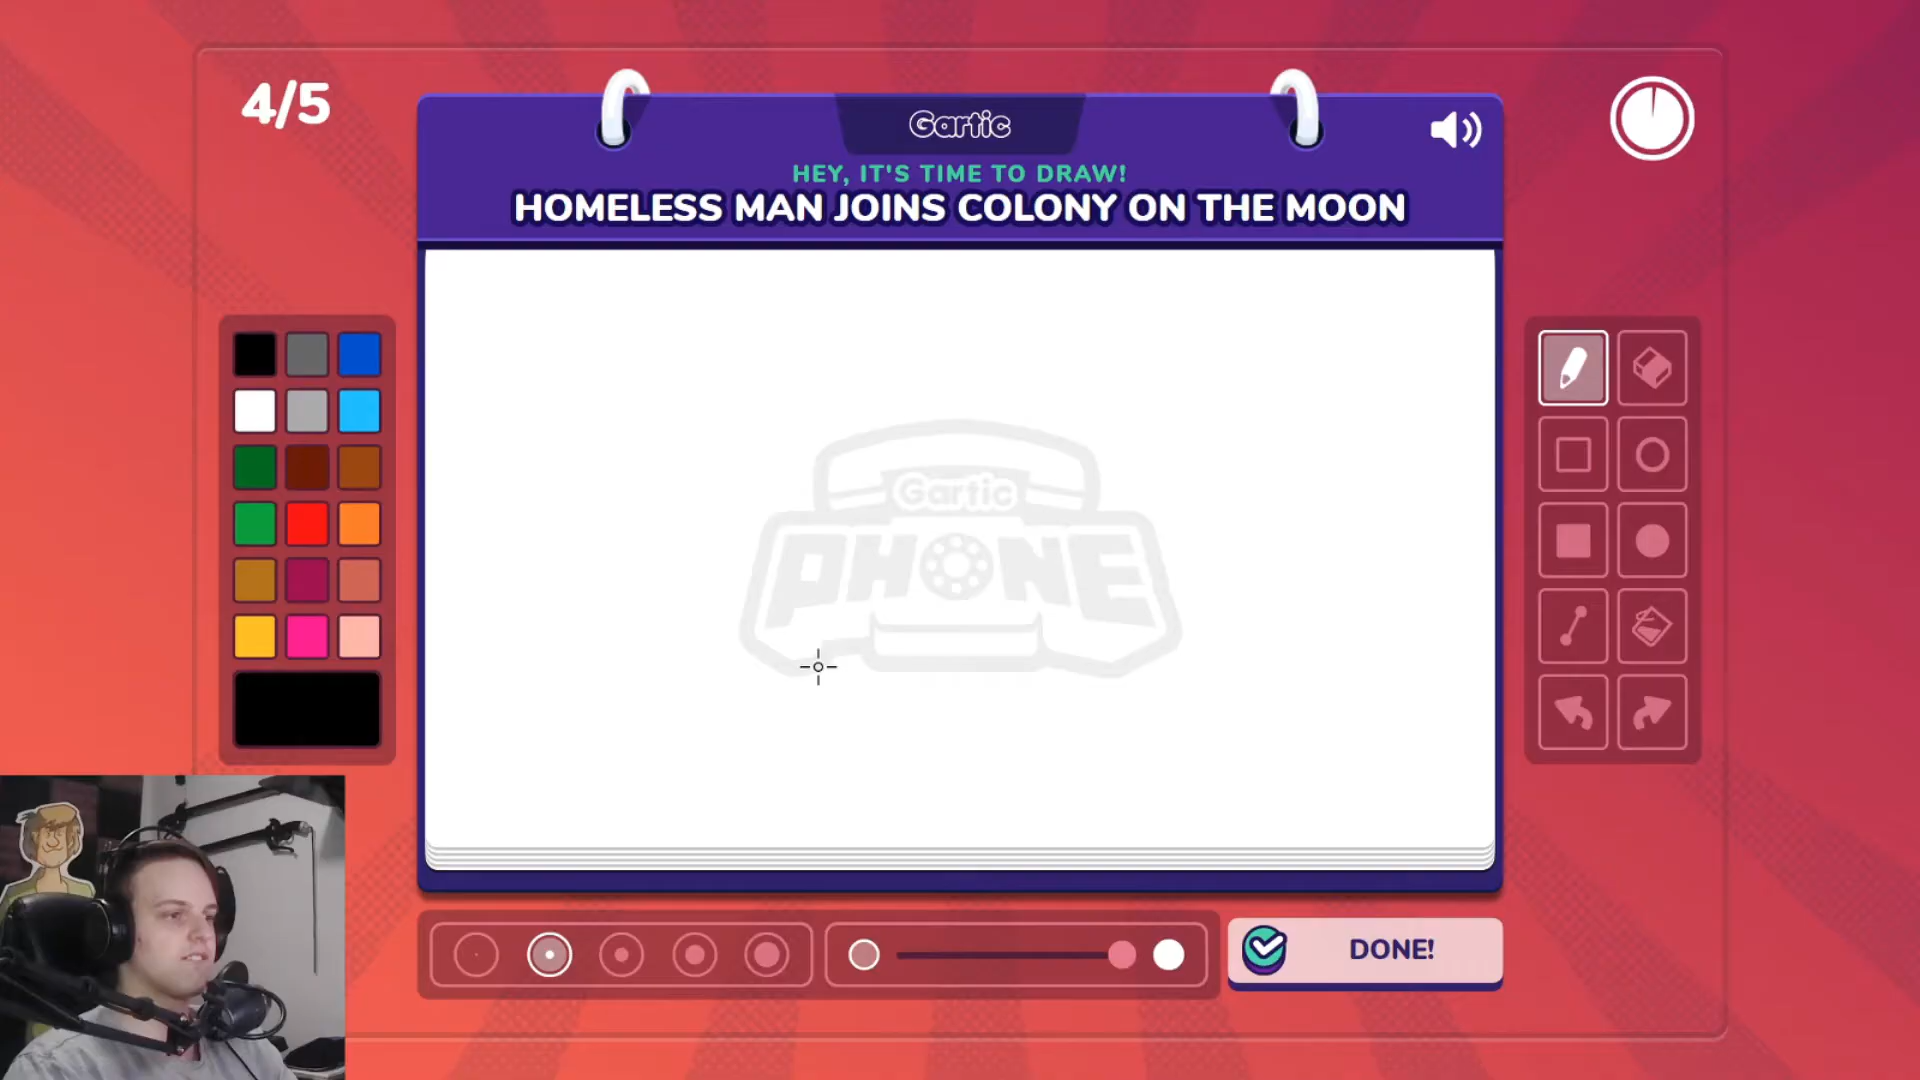 4/5
Gartic
HEY, IT'S TIME TO DRAW!
HOMELESS MAN JOINS COLONY ON THE MOON
Gartic
PHONE
DONE!